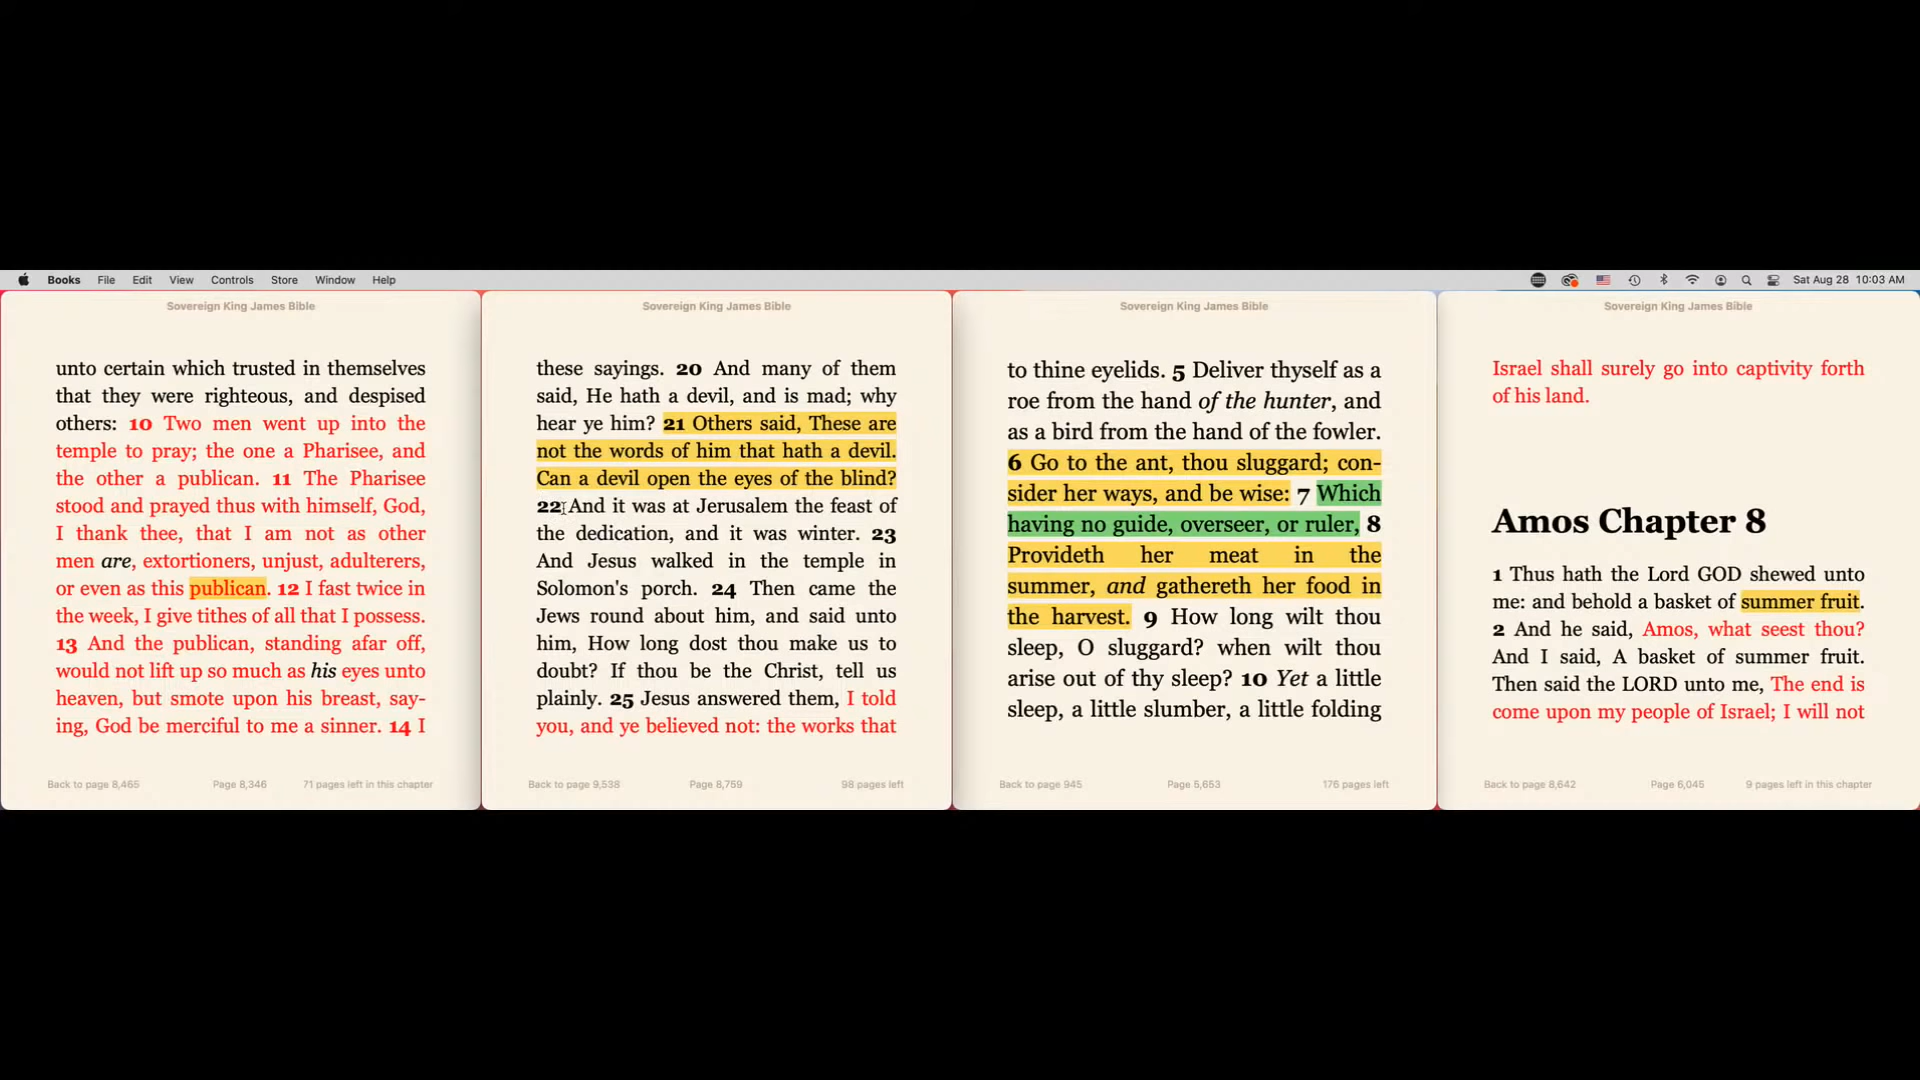 Books File Edit View Controls Store Window Help Sat Aug 28 10:03 AM
Sovereign King James Bible
unto certain which trusted in themselves
that they were righteous, and despised
others: 10 Two men went up into the
temple to pray; the one a Pharisee, and
the other a publican. 11 The Pharisee
stood and prayed thus with himself, God,
I thank thee, that I am not as other
men are, extortioners, unjust, adulterers,
or even as this publican. 12 I fast twice in
the week, I give tithes of all that I possess.
13 And the publican, standing afar off,
would not lift up so much as his eyes unto
heaven, but smote upon his breast, say-
ing, God be merciful to me a sinner. 14 I
Back to page 8,465 Page 8,346 71 pages left in this chapter
Sovereign King James Bible
these sayings. 20 And many of them
said, He hath a devil, and is mad; why
hear ye him? 21 Others said, These are
not the words of him that hath a devil.
Can a devil open the eyes of the blind?
22 And it was at Jerusalem the feast of
the dedication, and it was winter. 23
And Jesus walked in the temple in
Solomon's porch. 24 Then came the
Jews round about him, and said unto
him, How long dost thou make us to
doubt? If thou be the Christ, tell us
plainly. 25 Jesus answered them, I told
you, and ye believed not: the works that
Back to page 9,538 Page 8,759 98 pages left
Sovereign King James Bible
to thine eyelids. 5 Deliver thyself as a
roe from the hand of the hunter, and
as a bird from the hand of the fowler.
6 Go to the ant, thou sluggard; con-
sider her ways, and be wise: 7 Which
having no guide, overseer, or ruler, 8
Provideth her meat in the
summer, and gathereth her food in
the harvest. 9 How long wilt thou
sleep, O sluggard? when wilt thou
arise out of thy sleep? 10 Yet a little
sleep, a little slumber, a little folding
Back to page 945 Page 5,653 176 pages left
Sovereign King James Bible
Israel shall surely go into captivity forth
of his land.
Amos Chapter 8
1 Thus hath the Lord GOD shewed unto
me: and behold a basket of summer fruit.
2 And he said, Amos, what seest thou?
And I said, A basket of summer fruit.
Then said the LORD unto me, The end is
come upon my people of Israel; I will not
Back to page 8,642 Page 6,045 9 pages left in this chapter